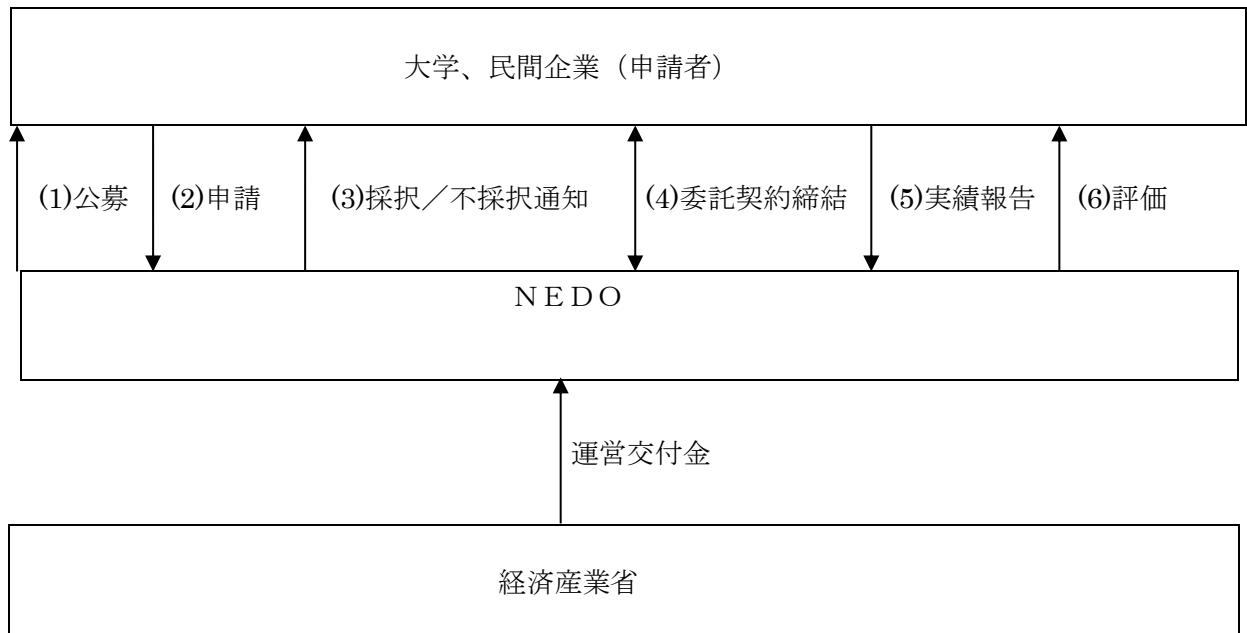 大学、民間企業（申請者）
(1)公募
(2)申請
(3)採択／不採択通知
(4)委託契約締結
(5)実績報告
(6)評価
ＮＥＤＯ
運営交付金
経済産業省